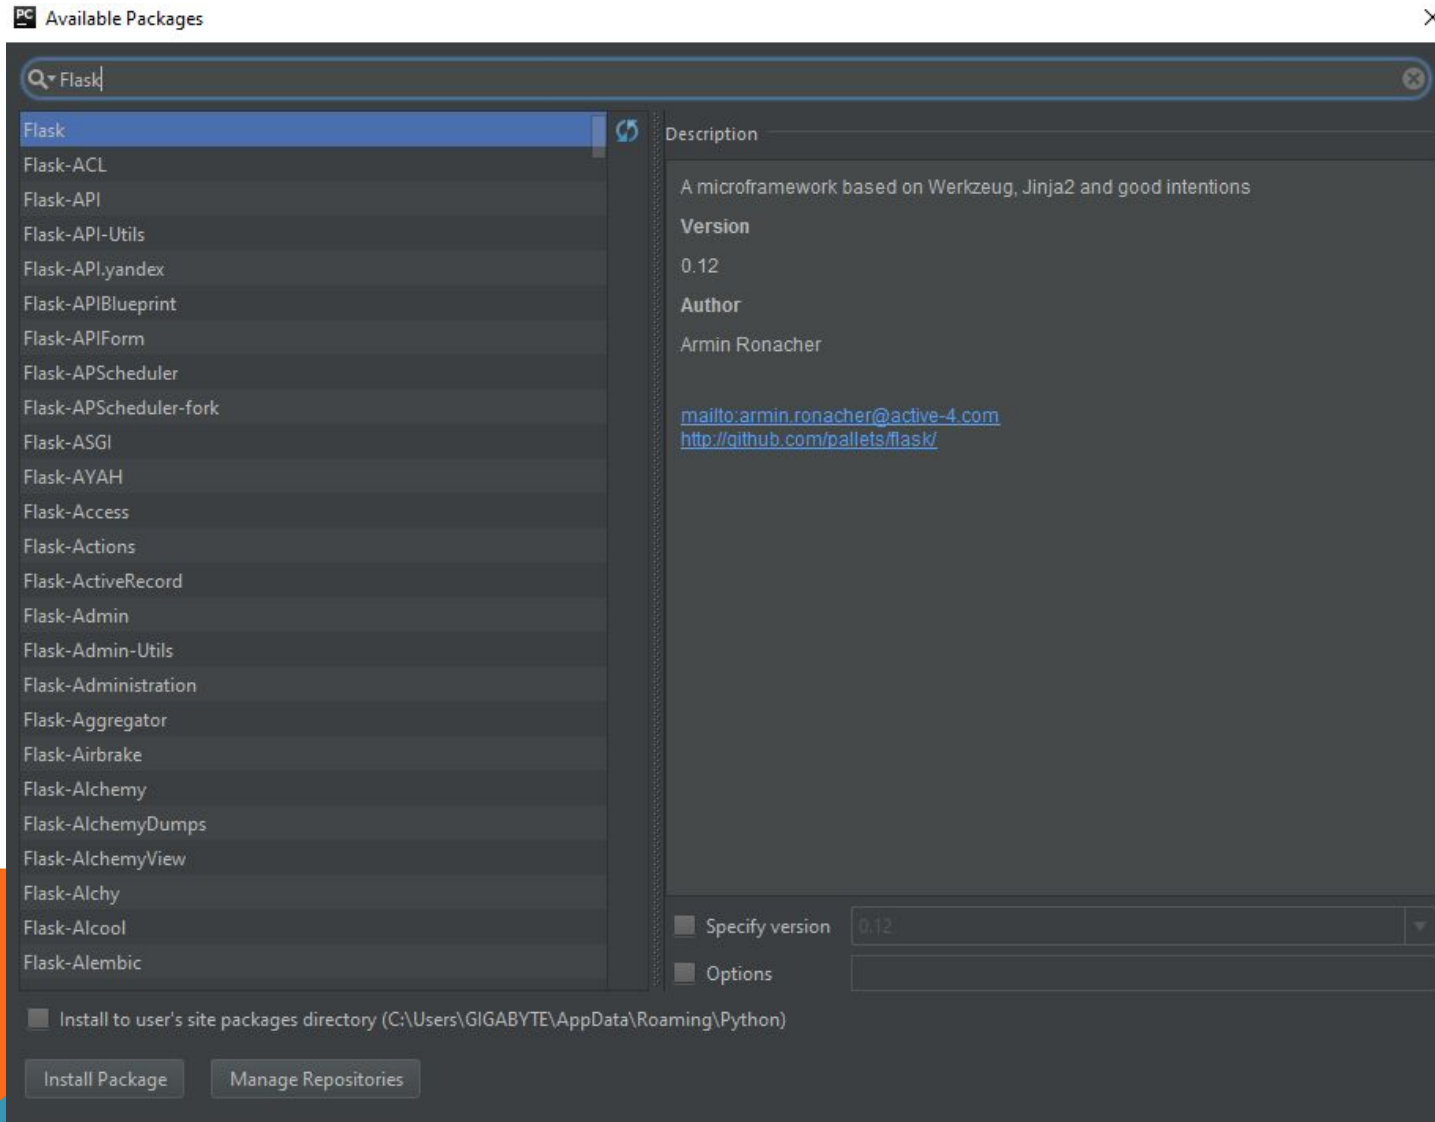 PC Available Packages
Flask
Flask
Flask-ACL
Flask-API
Flask-API-Utils
Flask-API.yandex
Flask-APIBlueprint
Flask-APIForm
Flask-APScheduler
Flask-APScheduler-fork
Flask-ASGI
Flask-AYAH
Flask-Access
Flask-Actions
Flask-ActiveRecord
Flask-Admin
Flask-Admin-Utils
Flask-Administration
Flask-Aggregator
Flask-Airbrake
Flask-Alchemy
Flask-AlchemyDumps
Flask-AlchemyView
Flask-Alchy
Flask-Alcool
Flask-Alembic
Description
A microframework based on Werkzeug, Jinja2 and good intentions
Version
0.12
Author
Armin Ronacher
mailto:armin.ronacher@active-4.com
http://github.com/pallets/flask/
Specify version 0.12
Options
Install to user's site packages directory (C:\Users\GIGABYTE\AppData\Roaming\Python)
Install Package Manage Repositories